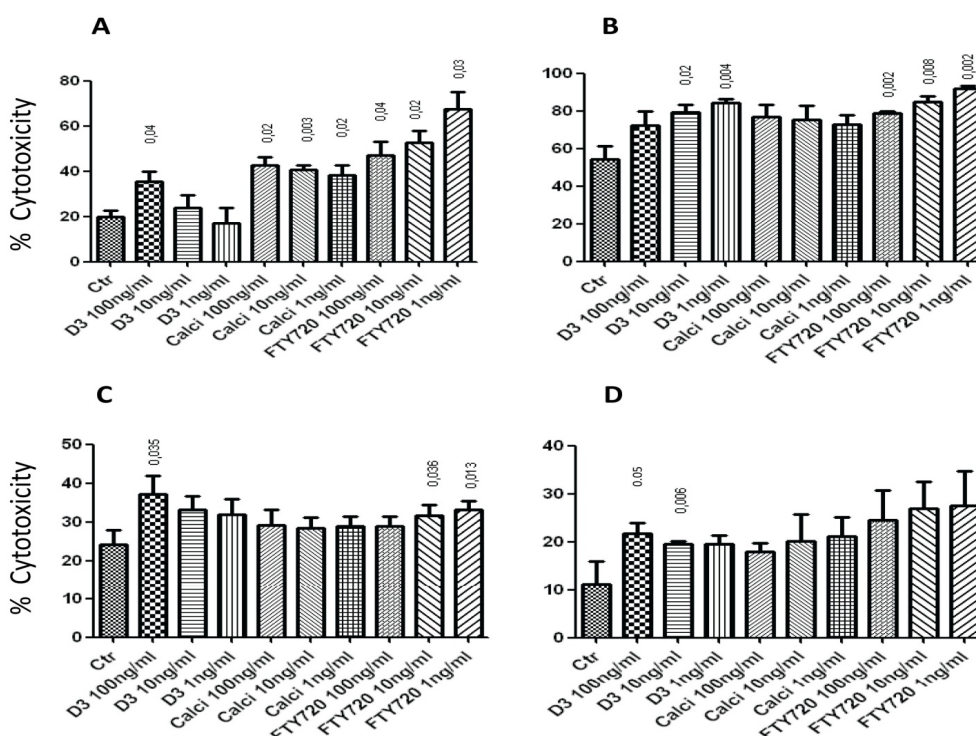 A
% Cytotoxicity
80
60
40
20
0
0,04
0,02
0,003
0,02
0,04
0,02
0,03
Ctr
D3 100ng/ml
D3 10ng/ml
D3 1ng/ml
Calci 100ng/ml
Calci 10ng/ml
Calci 1ng/ml
FTY720 100ng/ml
FTY720 10ng/ml
FTY720 1ng/ml
B
100
80
60
40
20
0
0,02
0,004
0,002
0,008
0,002
Ctr
D3 100ng/ml
D3 10ng/ml
D3 1ng/ml
Calci 100ng/ml
Calci 10ng/ml
Calci 1ng/ml
FTY720 100ng/ml
FTY720 10ng/ml
FTY720 1ng/ml
C
% Cytotoxicity
50
40
30
20
10
0
0,035
0,036
0,013
Ctr
D3 100ng/ml
D3 10ng/ml
D3 1ng/ml
Calci 100ng/ml
Calci 10ng/ml
Calci 1ng/ml
FTY720 100ng/ml
FTY720 10ng/ml
FTY720 1ng/ml
D
40
30
20
10
0
0.05
0,006
Ctr
D3 100ng/ml
D3 10ng/ml
D3 1ng/ml
Calci 100ng/ml
Calci 10ng/ml
Calci 1ng/ml
FTY720 100ng/ml
FTY720 10ng/ml
FTY720 1ng/ml